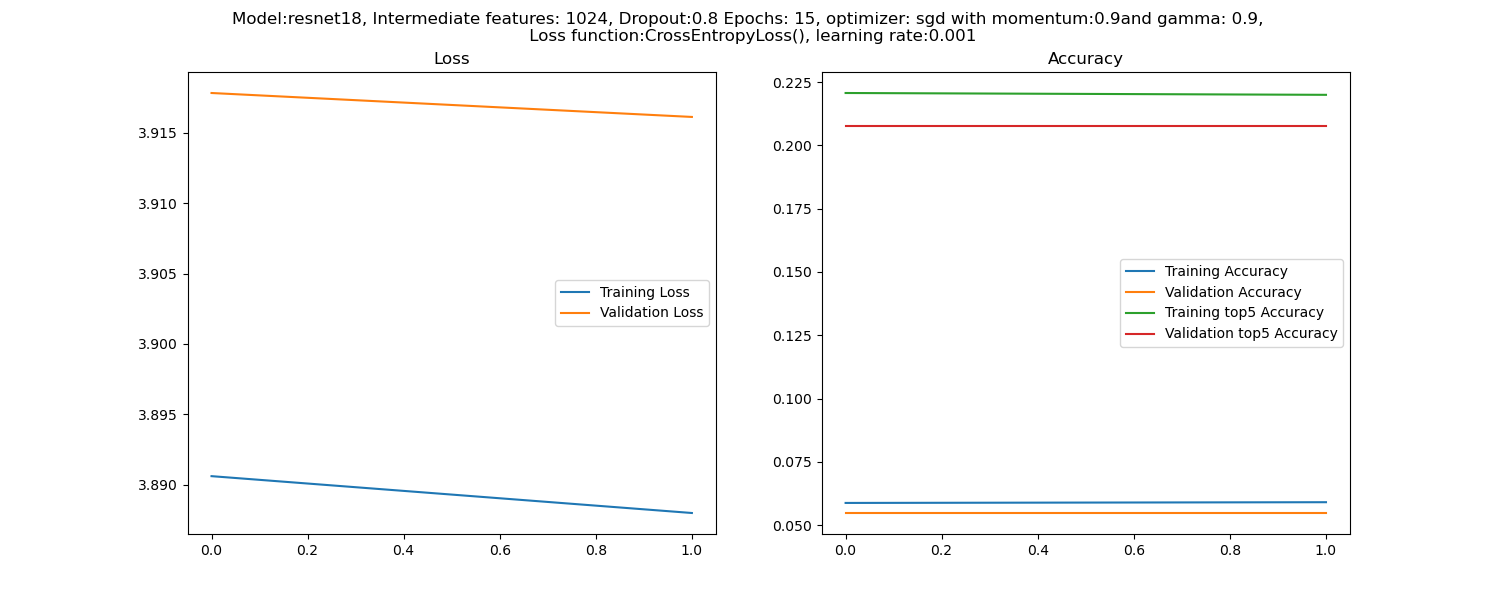 Model:resnet18, Intermediate features: 1024, Dropout:0.8 Epochs: 15, optimizer: sgd with momentum:0.9and gamma: 0.9,
Loss function:CrossEntropyLoss(), learning rate:0.001
Loss
3.915
3.910
3.905
3.900
3.895
3.890
0.0 0.2 0.4 0.6 0.8 1.0
Training Loss
Validation Loss
Accuracy
0.225
0.200
0.175
0.150
0.125
0.100
0.075
0.050
0.0 0.2 0.4 0.6 0.8 1.0
Training Accuracy
Validation Accuracy
Training top5 Accuracy
Validation top5 Accuracy